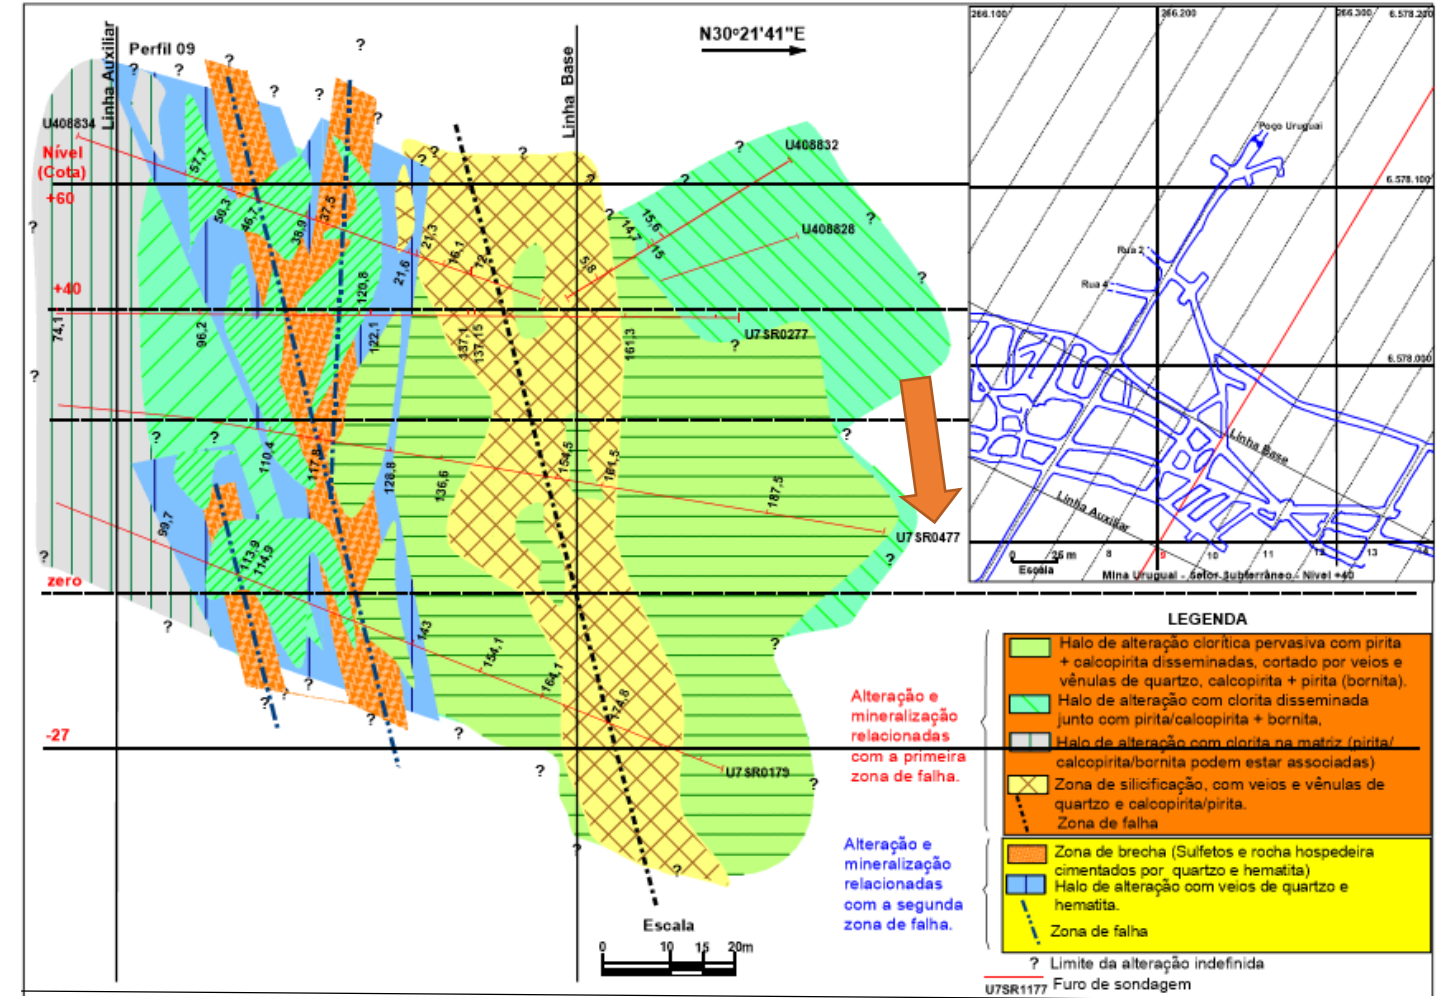 Linha Auxiliar
Perfil 09
Linha Base
N30º21'41"E
U408834
Nível
(Cota)
+60
+40
zero
-27
U408832
U408828
U7SR0277
U7SR0477
U7SR0179
57,7
50,3
46,7
38,9
37,5
21,6
21,3
16,1
12
5,8
14,7
15,6
15
74,1
96,2
120,8
122,1
137,1
137,15
161,3
110,4
117,8
128,8
136,6
154,5
161,5
187,5
99,7
113,9
114,9
143
154,1
164,1
174,8
266.100
266.200
266.300
6.578.200
6.578.100
6.578.000
Poço Uruguai
Rua 2
Rua 4
Linha Base
Linha Auxiliar
0 25 m
Escala
8 9 10 11 12 13 14
Mina Uruguai - Setor Subterrâneo - Nível +40
LEGENDA
Halo de alteração clorítica pervasiva com pirita
+ calcopirita disseminadas, cortado por veios e
vênulas de quartzo, calcopirita + pirita (bornita).
Halo de alteração com clorita disseminada
junto com pirita/calcopirita + bornita,
Halo de alteração com clorita na matriz (pirita/
calcopirita/bornita podem estar associadas)
Zona de silicificação, com veios e vênulas de
quartzo e calcopirita/pirita.
Zona de falha
Alteração e
mineralização
relacionadas
com a primeira
zona de falha.
Zona de brecha (Sulfetos e rocha hospedeira
cimentados por quartzo e hematita)
Halo de alteração com veios de quartzo e
hematita.
Zona de falha
Alteração e
mineralização
relacionadas
com a segunda
zona de falha.
? Limite da alteração indefinida
U7SR1177 Furo de sondagem
Escala
0 10 15 20m